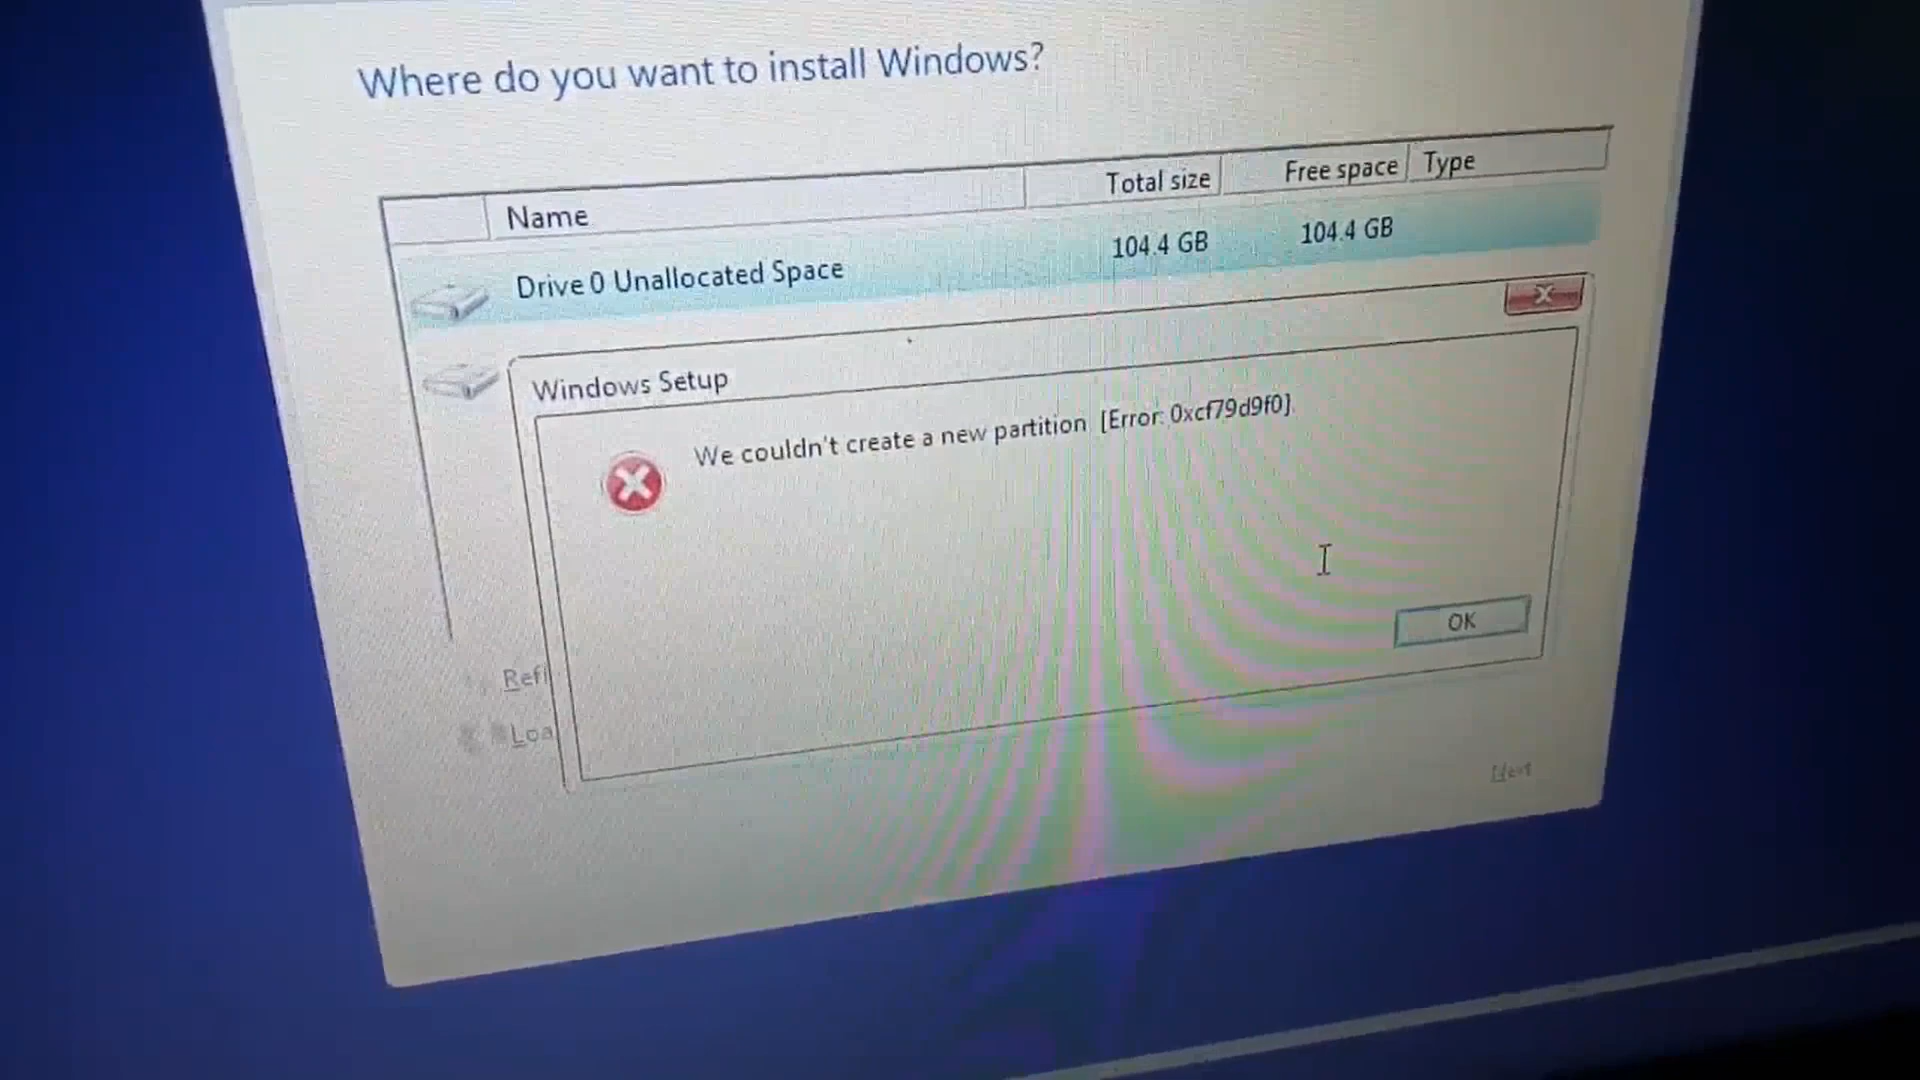 Where do you want to install Windows?
Name Total size Free space Type
Drive 0 Unallocated Space 104.4 GB 104.4 GB
Windows Setup
We couldn't create a new partition [Error: 0xcf79d9f0].
OK
Refr
Loa
Next